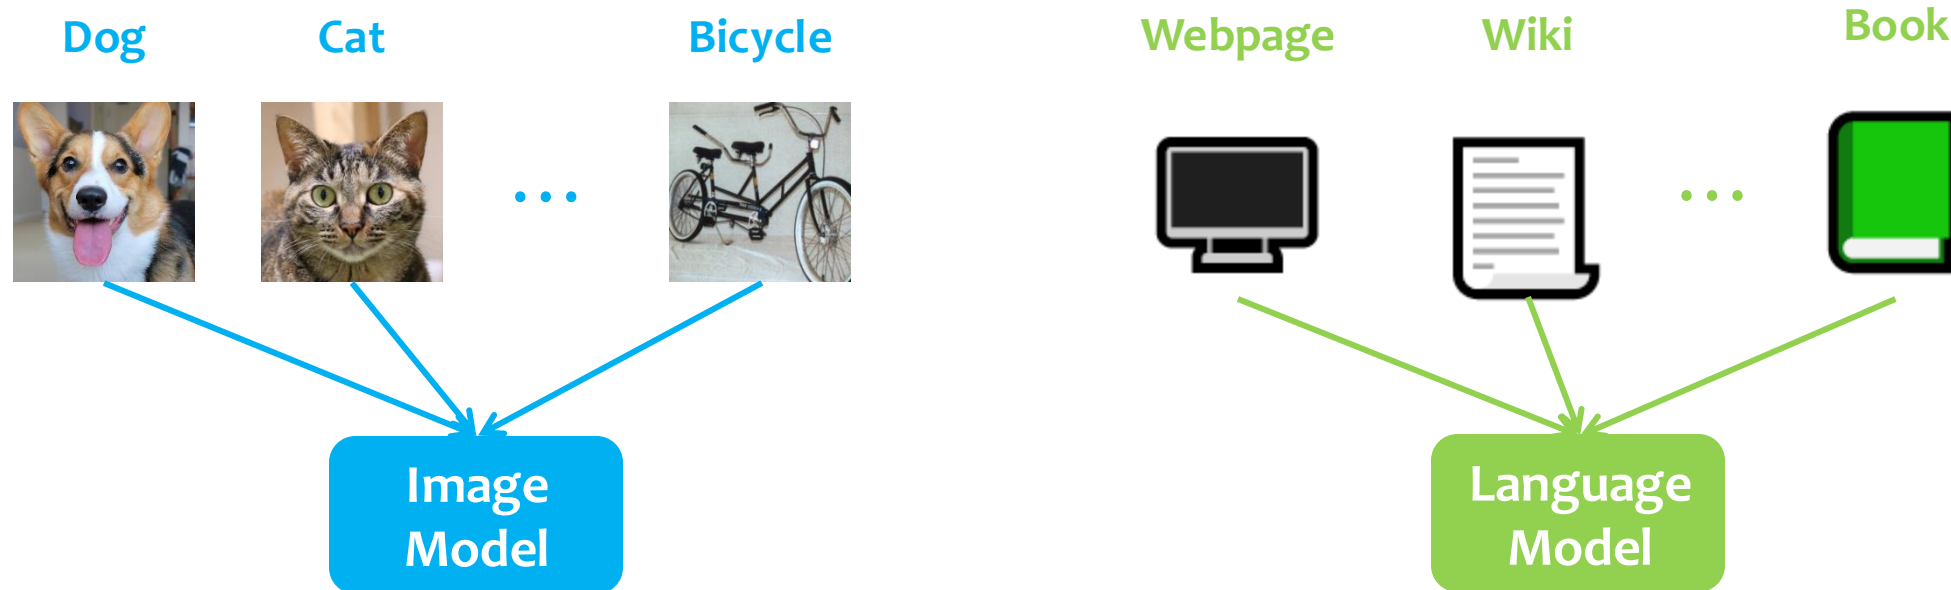 Dog
Cat
Bicycle
Webpage
Wiki
Book
Image
Model
Language
Model